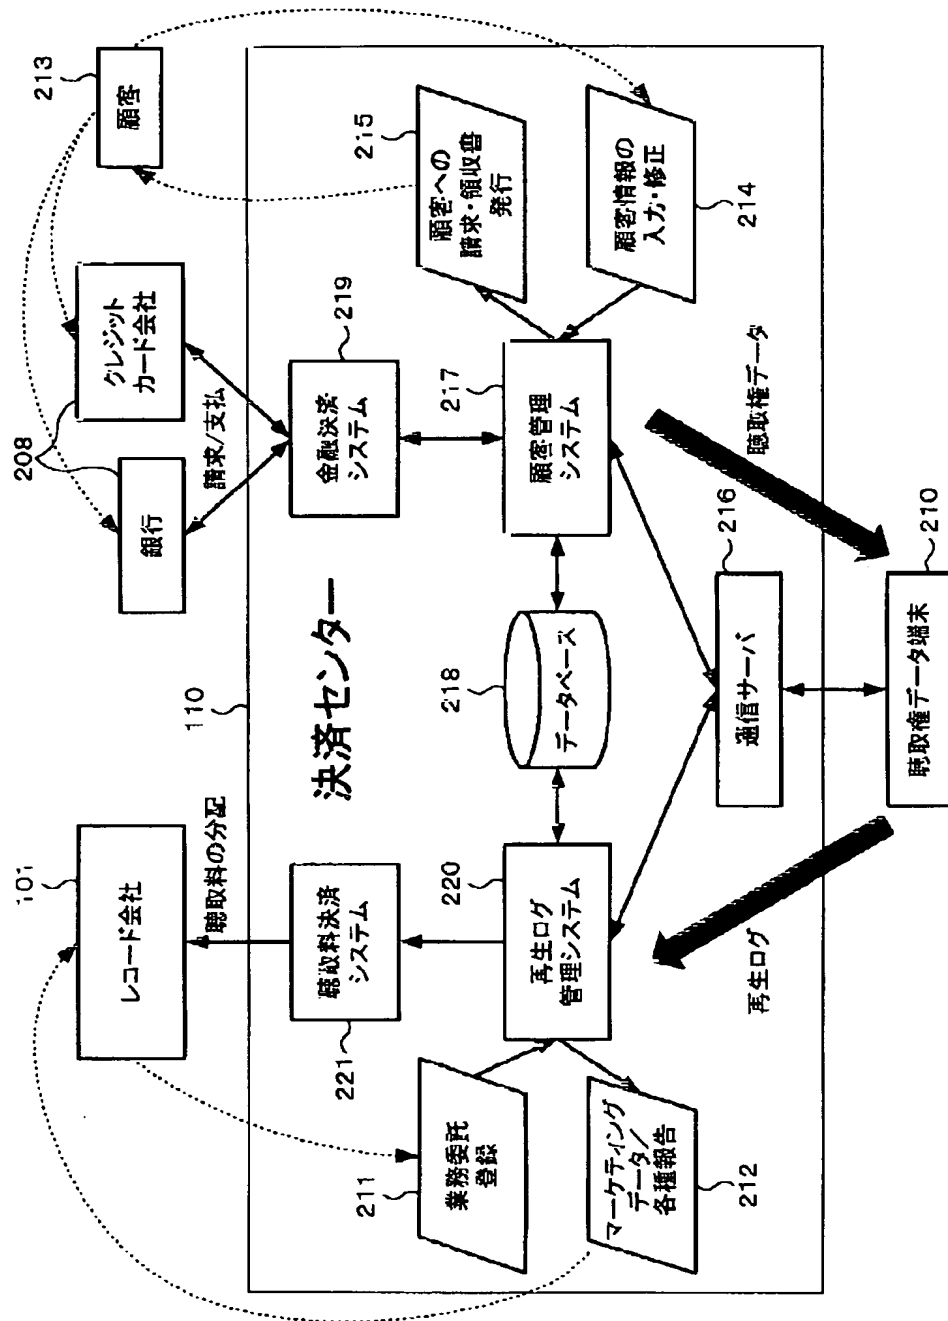 101
レコード会社
聴取料の分配
208
銀行
クレジット
カード会社
請求/支払
213
顧客
110
決済センター
221
聴取料決済
システム
219
金融決済
システム
211
業務委託
登録
215
顧客への
請求・領収書
発行
220
再生ログ
管理システム
218
データベース
217
顧客管理
システム
212
マーケティング
データ/
各種報告
214
顧客情報の
入力・修正
216
通信サーバ
再生ログ
聴取権データ
210
聴取権データ端末